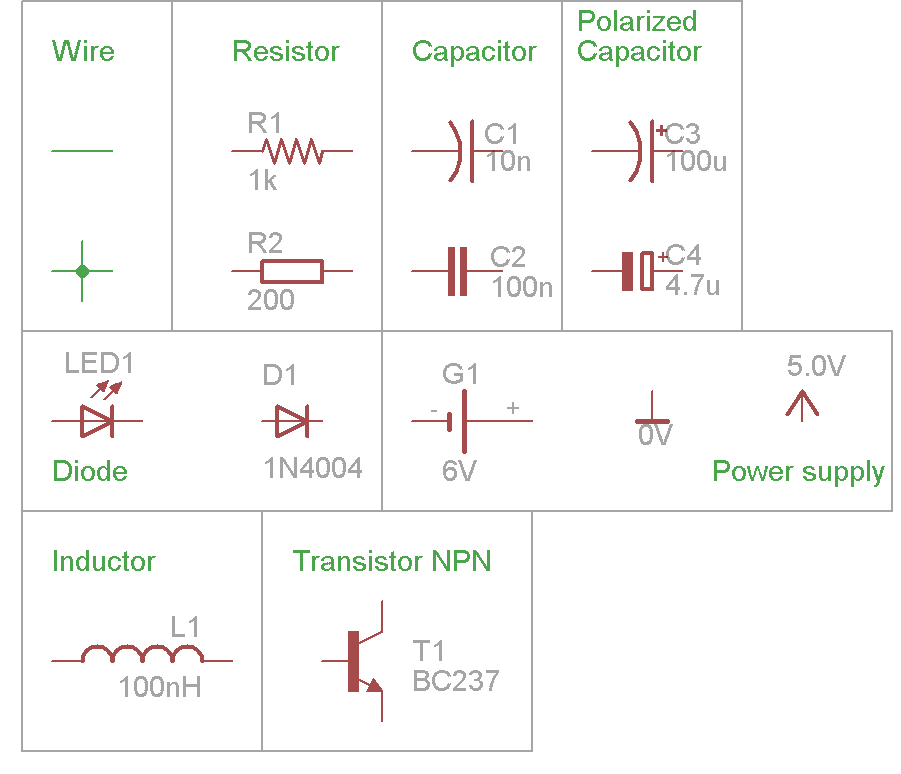 Wire
Resistor
Capacitor
Polarized
Capacitor
R1
1k
C1
10n
+
C3
100u
R2
200
C2
100n
+
C4
4.7u
LED1
D1
1N4004
Diode
G1
- +
6V
0V
5.0V
Power supply
Inductor
L1
100nH
Transistor NPN
T1
BC237